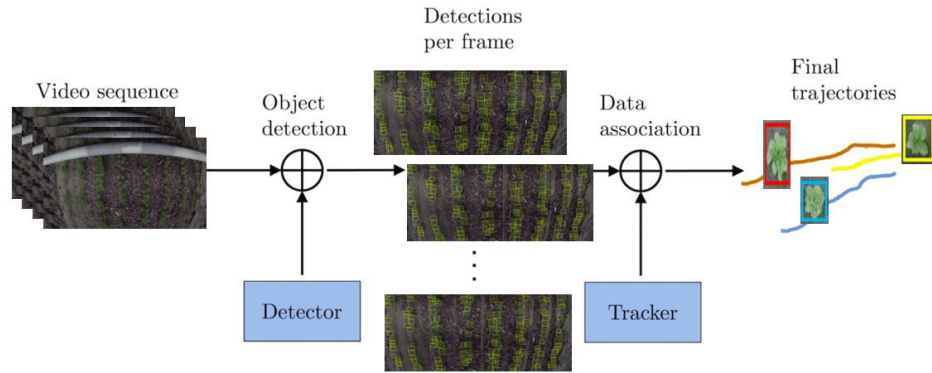 Video sequence
Object
detection
Detections
per frame
Data
association
Final
trajectories
Detector
Tracker